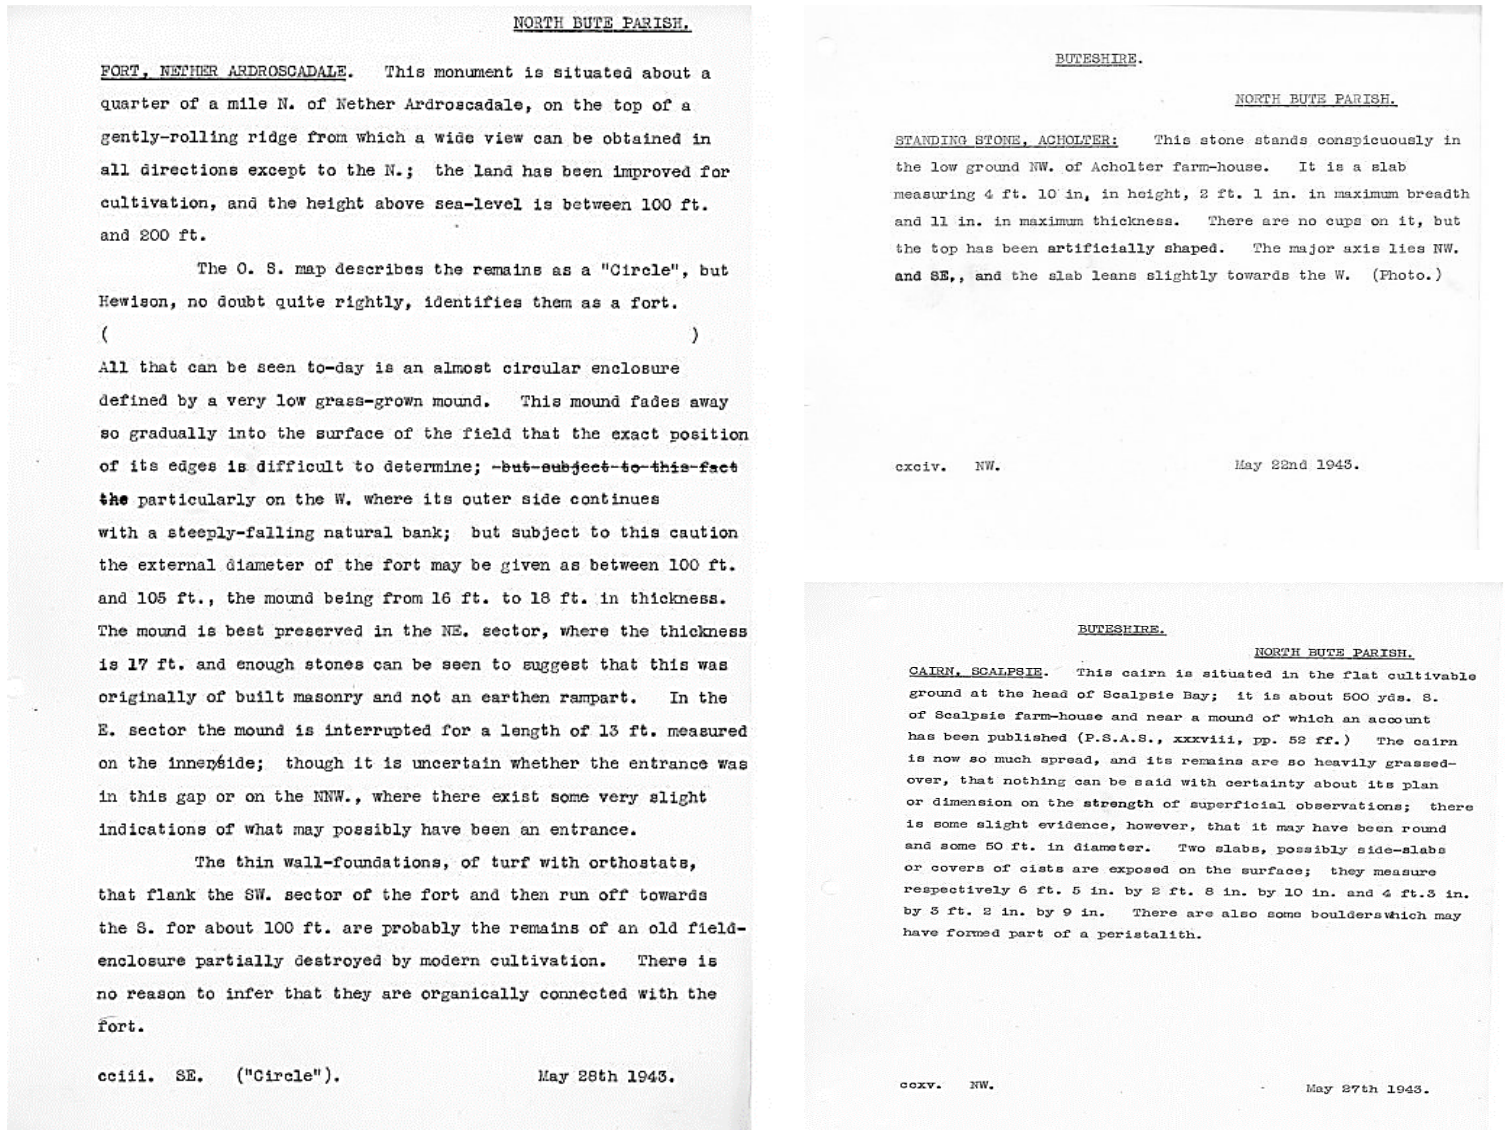 NORTH BUTE PARISH.
FORT, NETHER ARDROSCADALE. This monument is situated about a
quarter of a mile N. of Nether Ardroscadale, on the top of a
gently-rolling ridge from which a wide view can be obtained in
all directions except to the N.; the land has been improved for
cultivation, and the height above sea-level is between 100 ft.
and 200 ft.
The O. S. map describes the remains as a "Circle", but
Hewison, no doubt quite rightly, identifies them as a fort.
( )
All that can be seen to-day is an almost circular enclosure
defined by a very low grass-grown mound. This mound fades away
so gradually into the surface of the field that the exact position
of its edges is difficult to determine; -but-subject-to-this-fact
the particularly on the W. where its outer side continues
with a steeply-falling natural bank; but subject to this caution
the external diameter of the fort may be given as between 100 ft.
and 105 ft., the mound being from 16 ft. to 18 ft. in thickness.
The mound is best preserved in the NE. sector, where the thickness
is 17 ft. and enough stones can be seen to suggest that this was
originally of built masonry and not an earthen rampart. In the
E. sector the mound is interrupted for a length of 13 ft. measured
on the inner/side; though it is uncertain whether the entrance was
in this gap or on the NNW., where there exist some very slight
indications of what may possibly have been an entrance.
The thin wall-foundations, of turf with orthostats,
that flank the SW. sector of the fort and then run off towards
the S. for about 100 ft. are probably the remains of an old field-
enclosure partially destroyed by modern cultivation. There is
no reason to infer that they are organically connected with the
fort.
cciii. SE. ("Circle"). May 28th 1943.
BUTESHIRE.
NORTH BUTE PARISH.
STANDING STONE, ACHOLTER: This stone stands conspicuously in
the low ground NW. of Acholter farm-house. It is a slab
measuring 4 ft. 10 in, in height, 2 ft. 1 in. in maximum breadth
and 11 in. in maximum thickness. There are no cups on it, but
the top has been artificially shaped. The major axis lies NW.
and SE,, and the slab leans slightly towards the W. (Photo.)
cxciv. NW. May 22nd 1943.
BUTESHIRE.
NORTH BUTE PARISH.
CAIRN, SCALPSIE. This cairn is situated in the flat cultivable
ground at the head of Scalpsie Bay; it is about 500 yds. S.
of Scalpsie farm-house and near a mound of which an account
has been published (P.S.A.S., xxxviii, pp. 52 ff.) The cairn
is now so much spread, and its remains are so heavily grassed-
over, that nothing can be said with certainty about its plan
or dimension on the strength of superficial observations; there
is some slight evidence, however, that it may have been round
and some 50 ft. in diameter. Two slabs, possibly side-slabs
or covers of cists are exposed on the surface; they measure
respectively 6 ft. 5 in. by 2 ft. 8 in. by 10 in. and 4 ft.3 in.
by 3 ft. 2 in. by 9 in. There are also some boulderswhich may
have formed part of a peristalith.
ccxv. NW. May 27th 1943.